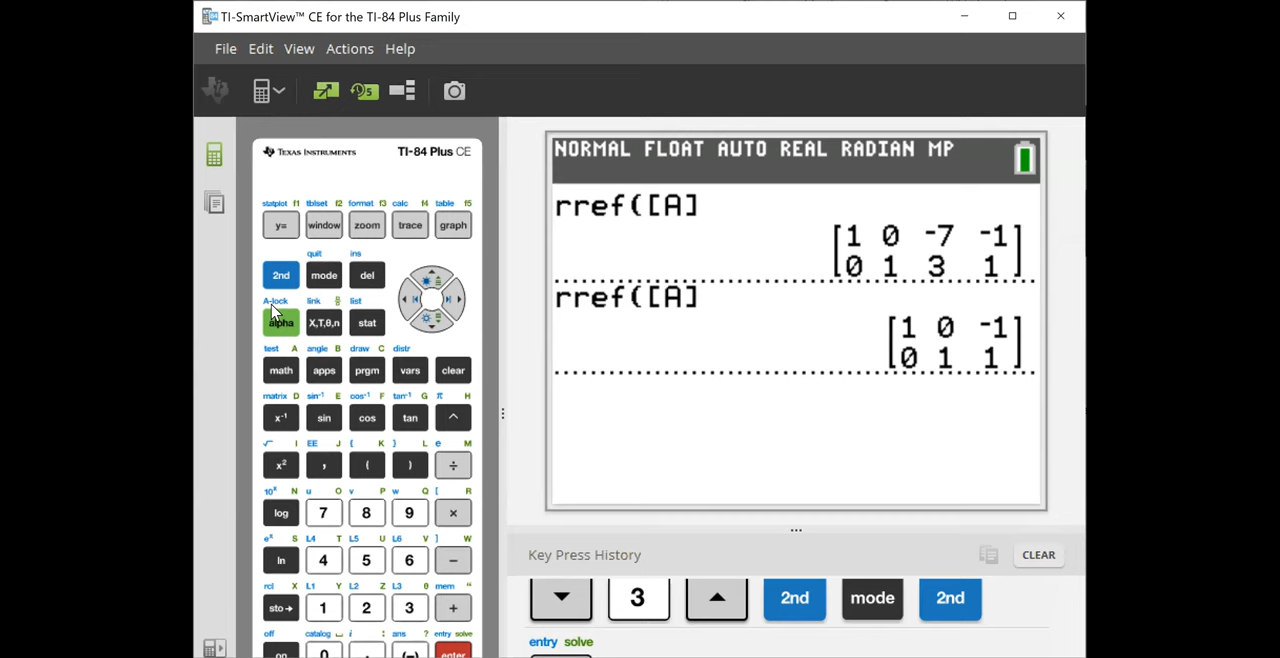 TI-SmartView™ CE for the TI-84 Plus Family
File Edit View Actions Help
TEXAS INSTRUMENTS TI-84 Plus CE
statplot f1 tblset f2 format f3 calc f4 table f5
y= window zoom trace graph
quit ins
2nd mode del
A-lock link list
alpha X,T,θ,n stat
test A angle B draw C distr
math apps prgm vars clear
matrix D sin⁻¹ E cos⁻¹ F tan⁻¹ G π H
x⁻¹ sin cos tan ^
√ I EE J { K } L e M
x² , ( ) ÷
10ˣ N u O v P w Q [ R
log 7 8 9 ×
eˣ S L4 T L5 U L6 V ] W
ln 4 5 6 −
rcl X L1 Y L2 Z L3 θ mem "
sto→ 1 2 3 +
off catalog ⎵ i : ans ? entry solve
on 0 . (−) enter
NORMAL FLOAT AUTO REAL RADIAN MP
rref([A]
[1 0 -7 -1]
[0 1 3 1]
rref([A]
[1 0 -1]
[0 1 1]
Key Press History CLEAR
3 2nd mode 2nd
entry solve